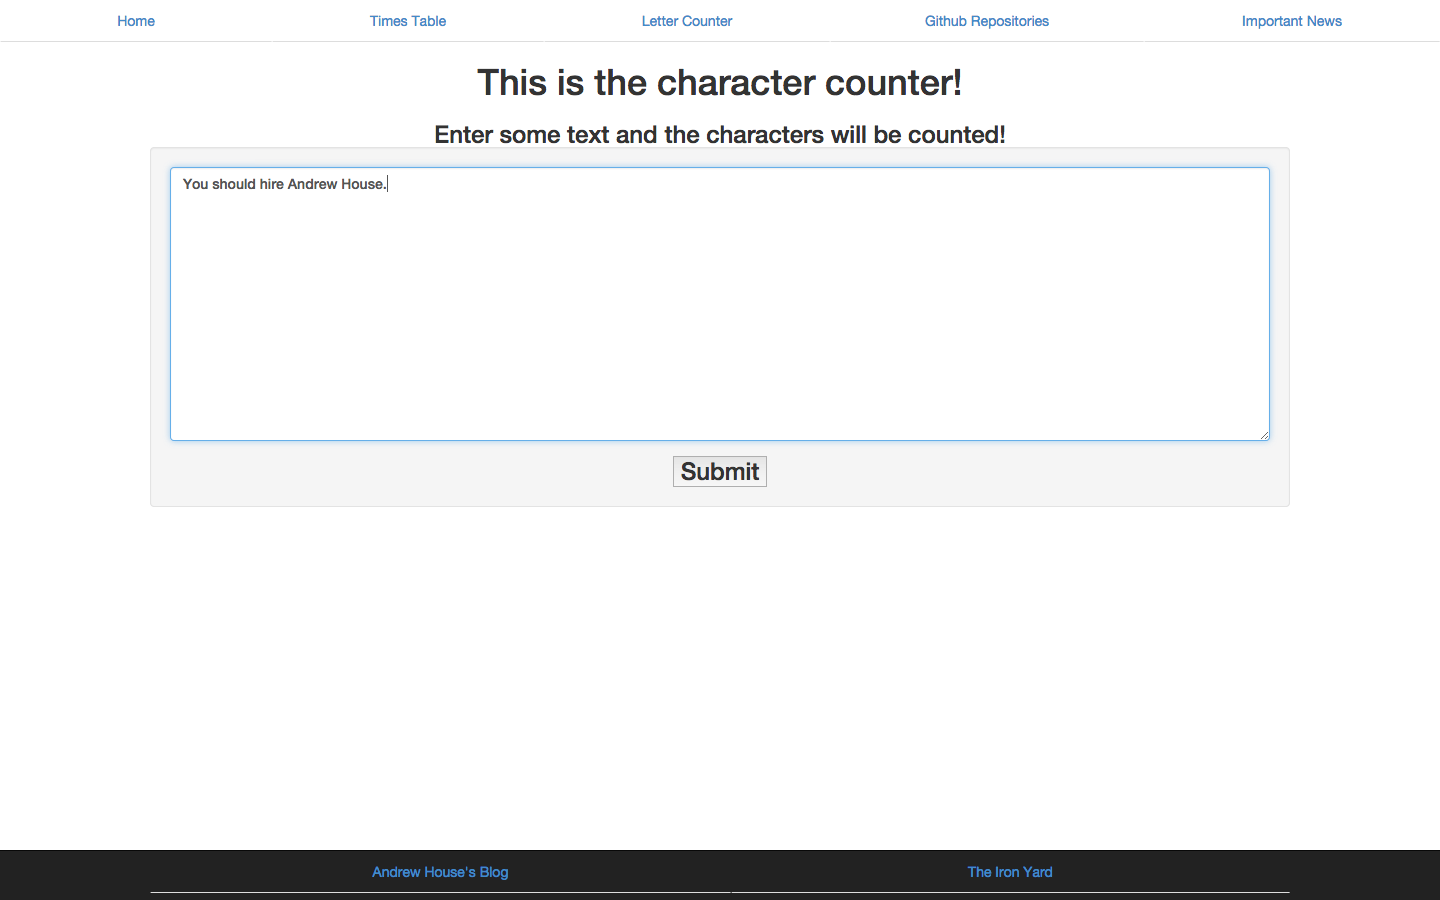 Home Times Table Letter Counter Github Repositories Important News
This is the character counter!
Enter some text and the characters will be counted!
You should hire Andrew House.
Submit
Andrew House's Blog The Iron Yard